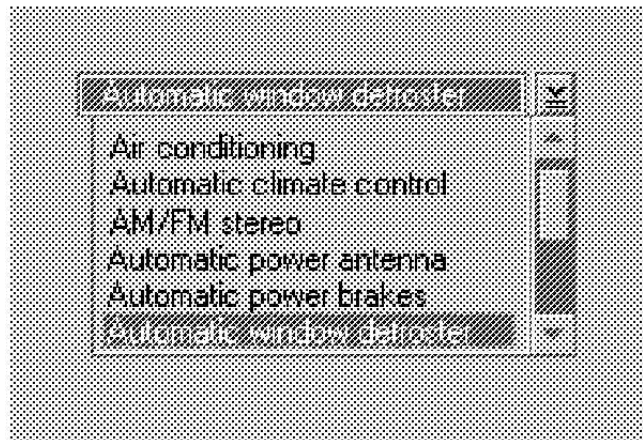 Automatic window defroster
Air conditioning
Automatic climate control
AM/FM stereo
Automatic power antenna
Automatic power brakes
Automatic window defroster